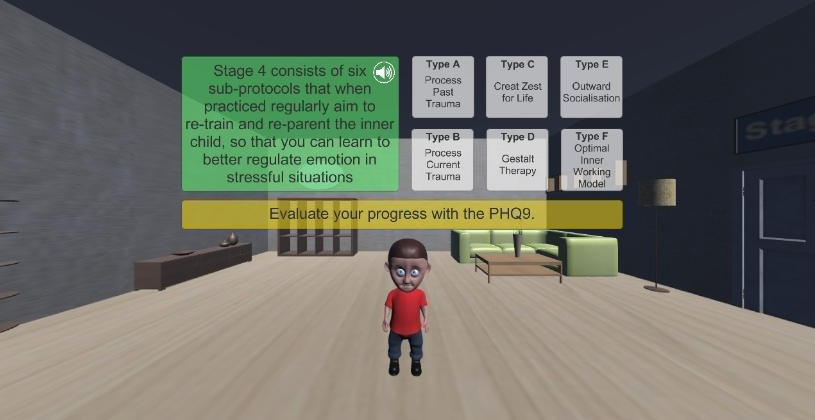 Stage 4 consists of six
sub-protocols that when
practiced regularly aim to
re-train and re-parent the inner
child, so that you can learn to
better regulate emotion in
stressful situations
Type A
Process
Past
Trauma
Type C
Creat Zest
for Life
Type E
Outward
Socialisation
Type B
Process
Current
Trauma
Type D
Gestalt
Therapy
Type F
Optimal
Inner
Working
Model
Evaluate your progress with the PHQ9.